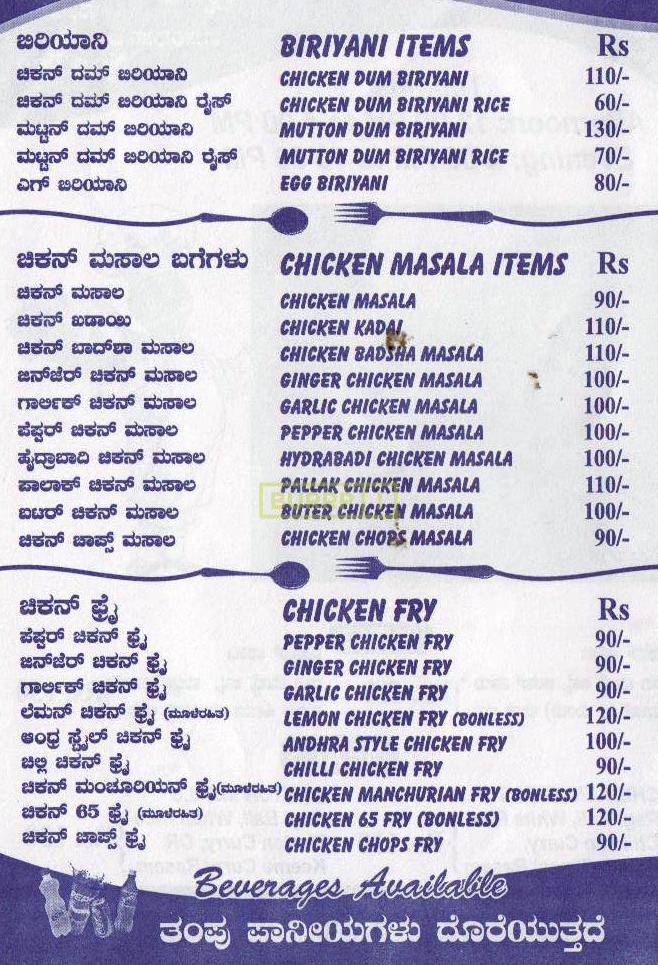 ಬಿರಿಯಾನಿ BIRIYANI ITEMS Rs
ಚಿಕನ್ ದಮ್ ಬಿರಿಯಾನಿ CHICKEN DUM BIRIYANI 110/-
ಚಿಕನ್ ದಮ್ ಬಿರಿಯಾನಿ ರೈಸ್ CHICKEN DUM BIRIYANI RICE 60/-
ಮಟ್ಟನ್ ದಮ್ ಬಿರಿಯಾನಿ MUTTON DUM BIRIYANI 130/-
ಮಟ್ಟನ್ ದಮ್ ಬಿರಿಯಾನಿ ರೈಸ್ MUTTON DUM BIRIYANI RICE 70/-
ಎಗ್ ಬಿರಿಯಾನಿ EGG BIRIYANI 80/-
ಚಿಕನ್ ಮಸಾಲ ಬಗೆಗಳು CHICKEN MASALA ITEMS Rs
ಚಿಕನ್ ಮಸಾಲ CHICKEN MASALA 90/-
ಚಿಕನ್ ಖಡಾಯಿ CHICKEN KADAI 110/-
ಚಿಕನ್ ಬಾದ್‌ಶಾ ಮಸಾಲ CHICKEN BADSHA MASALA 110/-
ಜಿನ್‌ಜೆರ್ ಚಿಕನ್ ಮಸಾಲ GINGER CHICKEN MASALA 100/-
ಗಾರ್ಲಿಕ್ ಚಿಕನ್ ಮಸಾಲ GARLIC CHICKEN MASALA 100/-
ಪೆಪ್ಪರ್ ಚಿಕನ್ ಮಸಾಲ PEPPER CHICKEN MASALA 100/-
ಹೈದ್ರಾಬಾದಿ ಚಿಕನ್ ಮಸಾಲ HYDRABADI CHICKEN MASALA 100/-
ಪಾಲಾಕ್ ಚಿಕನ್ ಮಸಾಲ PALLAK CHICKEN MASALA 110/-
ಬಟರ್ ಚಿಕನ್ ಮಸಾಲ BUTER CHICKEN MASALA 100/-
ಚಿಕನ್ ಚಾಪ್ಸ್ ಮಸಾಲ CHICKEN CHOPS MASALA 90/-
ಚಿಕನ್ ಫ್ರೈ CHICKEN FRY Rs
ಪೆಪ್ಪರ್ ಚಿಕನ್ ಫ್ರೈ PEPPER CHICKEN FRY 90/-
ಜಿನ್‌ಜೆರ್ ಚಿಕನ್ ಫ್ರೈ GINGER CHICKEN FRY 90/-
ಗಾರ್ಲಿಕ್ ಚಿಕನ್ ಫ್ರೈ GARLIC CHICKEN FRY 90/-
ಲೆಮನ್ ಚಿಕನ್ ಫ್ರೈ (ಮೂಳೆರಹಿತ) LEMON CHICKEN FRY (BONLESS) 120/-
ಆಂಧ್ರ ಸ್ಟೈಲ್ ಚಿಕನ್ ಫ್ರೈ ANDHRA STYLE CHICKEN FRY 100/-
ಚಿಲ್ಲಿ ಚಿಕನ್ ಫ್ರೈ CHILLI CHICKEN FRY 90/-
ಚಿಕನ್ ಮಂಚೂರಿಯನ್ ಫ್ರೈ(ಮೂಳೆರಹಿತ) CHICKEN MANCHURIAN FRY (BONLESS) 120/-
ಚಿಕನ್ 65 ಫ್ರೈ (ಮೂಳೆರಹಿತ) CHICKEN 65 FRY (BONLESS) 120/-
ಚಿಕನ್ ಚಾಪ್ಸ್ ಫ್ರೈ CHICKEN CHOPS FRY 90/-
Beverages Available
ತಂಪು ಪಾನೀಯಗಳು ದೊರೆಯುತ್ತದೆ